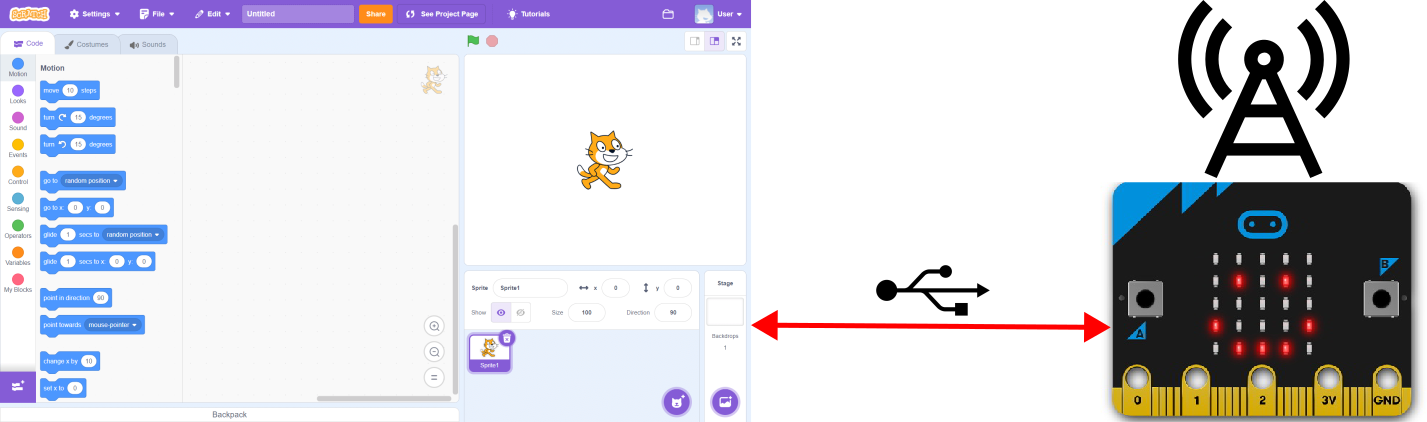 SCRATCH Settings File Edit Untitled Share See Project Page Tutorials User
Code Costumes Sounds
Motion
Looks
Sound
Events
Control
Sensing
Operators
Variables
My Blocks
Motion
move 10 steps
turn 15 degrees
turn 15 degrees
go to random position
go to x: 0 y: 0
glide 1 secs to random position
glide 1 secs to x: 0 y: 0
point in direction 90
point towards mouse-pointer
change x by 10
set x to 0
Backpack
Sprite Sprite1 x 0 y 0
Show Size 100 Direction 90
Sprite1
Stage
Backdrops
1
B
A
0 1 2 3V GND